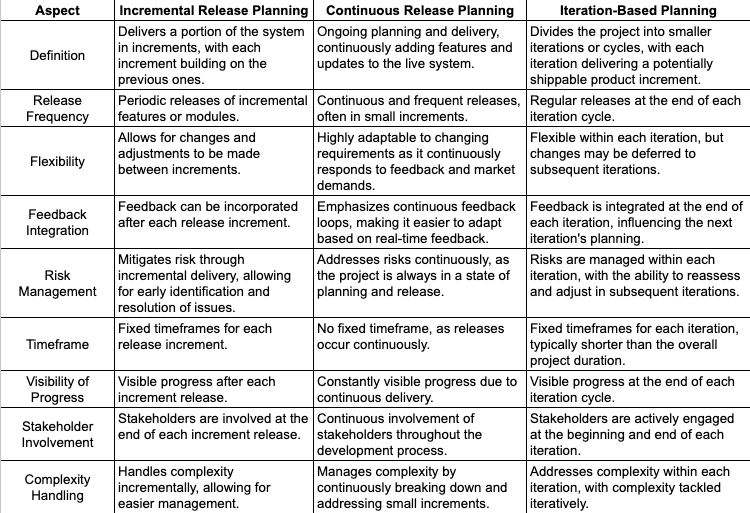 Aspect
Incremental Release Planning
Continuous Release Planning
Iteration-Based Planning
Definition
Delivers a portion of the system
in increments, with each
increment building on the
previous ones.
Ongoing planning and delivery,
continuously adding features and
updates to the live system.
Divides the project into smaller
iterations or cycles, with each
iteration delivering a potentially
shippable product increment.
Release
Frequency
Periodic releases of incremental
features or modules.
Continuous and frequent releases,
often in small increments.
Regular releases at the end of each
iteration cycle.
Flexibility
Allows for changes and
adjustments to be made
between increments.
Highly adaptable to changing
requirements as it continuously
responds to feedback and market
demands.
Flexible within each iteration, but
changes may be deferred to
subsequent iterations.
Feedback
Integration
Feedback can be incorporated
after each release increment.
Emphasizes continuous feedback
loops, making it easier to adapt
based on real-time feedback.
Feedback is integrated at the end of
each iteration, influencing the next
iteration's planning.
Risk
Management
Mitigates risk through
incremental delivery, allowing
for early identification and
resolution of issues.
Addresses risks continuously, as
the project is always in a state of
planning and release.
Risks are managed within each
iteration, with the ability to reassess
and adjust in subsequent iterations.
Timeframe
Fixed timeframes for each
release increment.
No fixed timeframe, as releases
occur continuously.
Fixed timeframes for each iteration,
typically shorter than the overall
project duration.
Visibility of
Progress
Visible progress after each
increment release.
Constantly visible progress due to
continuous delivery.
Visible progress at the end of each
iteration cycle.
Stakeholder
Involvement
Stakeholders are involved at the
end of each increment release.
Continuous involvement of
stakeholders throughout the
development process.
Stakeholders are actively engaged
at the beginning and end of each
iteration.
Complexity
Handling
Handles complexity
incrementally, allowing for
easier management.
Manages complexity by
continuously breaking down and
addressing small increments.
Addresses complexity within each
iteration, with complexity tackled
iteratively.